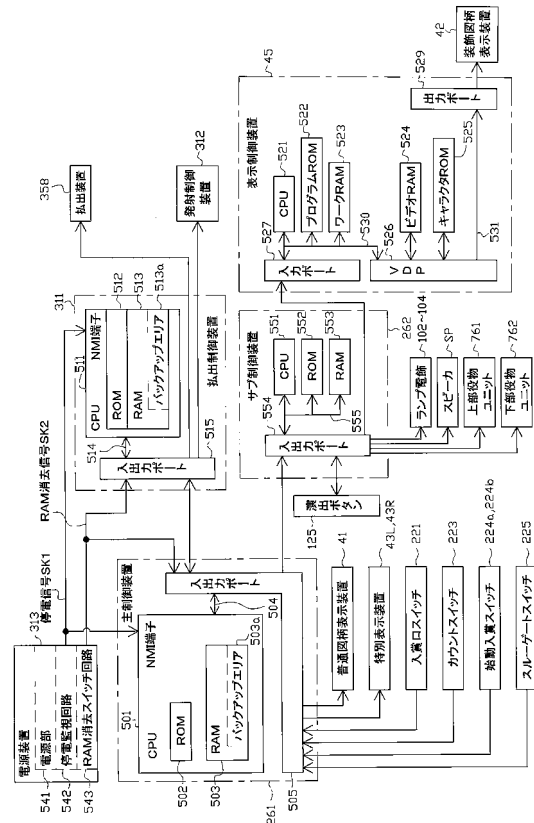 電源装置
313
電源部
541
停電監視回路
542
RAM消去スイッチ回路
543
停電信号SK1
RAM消去信号SK2
主制御装置
261
501
NMI端子
CPU
ROM
502
RAM
503
バックアップエリア
503a
504
入出力ポート
505
311
払出制御装置
511
NMI端子
CPU
ROM
512
RAM
513
バックアップエリア
513a
514
入出力ポート
515
358
払出装置
312
発射制御
装置
サブ制御装置
262
CPU
551
ROM
552
RAM
553
554
入出力ポート
555
演出ボタン
125
ランプ電飾
102~104
スピーカ
SP
上部役物
ユニット
761
下部役物
ユニット
762
45
表示制御装置
CPU
521
プログラムROM
522
ワークRAM
523
ビデオRAM
524
キャラクタROM
525
527
入力ポート
530
526
VDP
531
出力ポート
529
装飾図柄
表示装置
42
普通図柄表示装置
41
特別表示装置
43L,43R
入賞口スイッチ
221
カウントスイッチ
223
始動入賞スイッチ
224a,224b
スルーゲートスイッチ
225